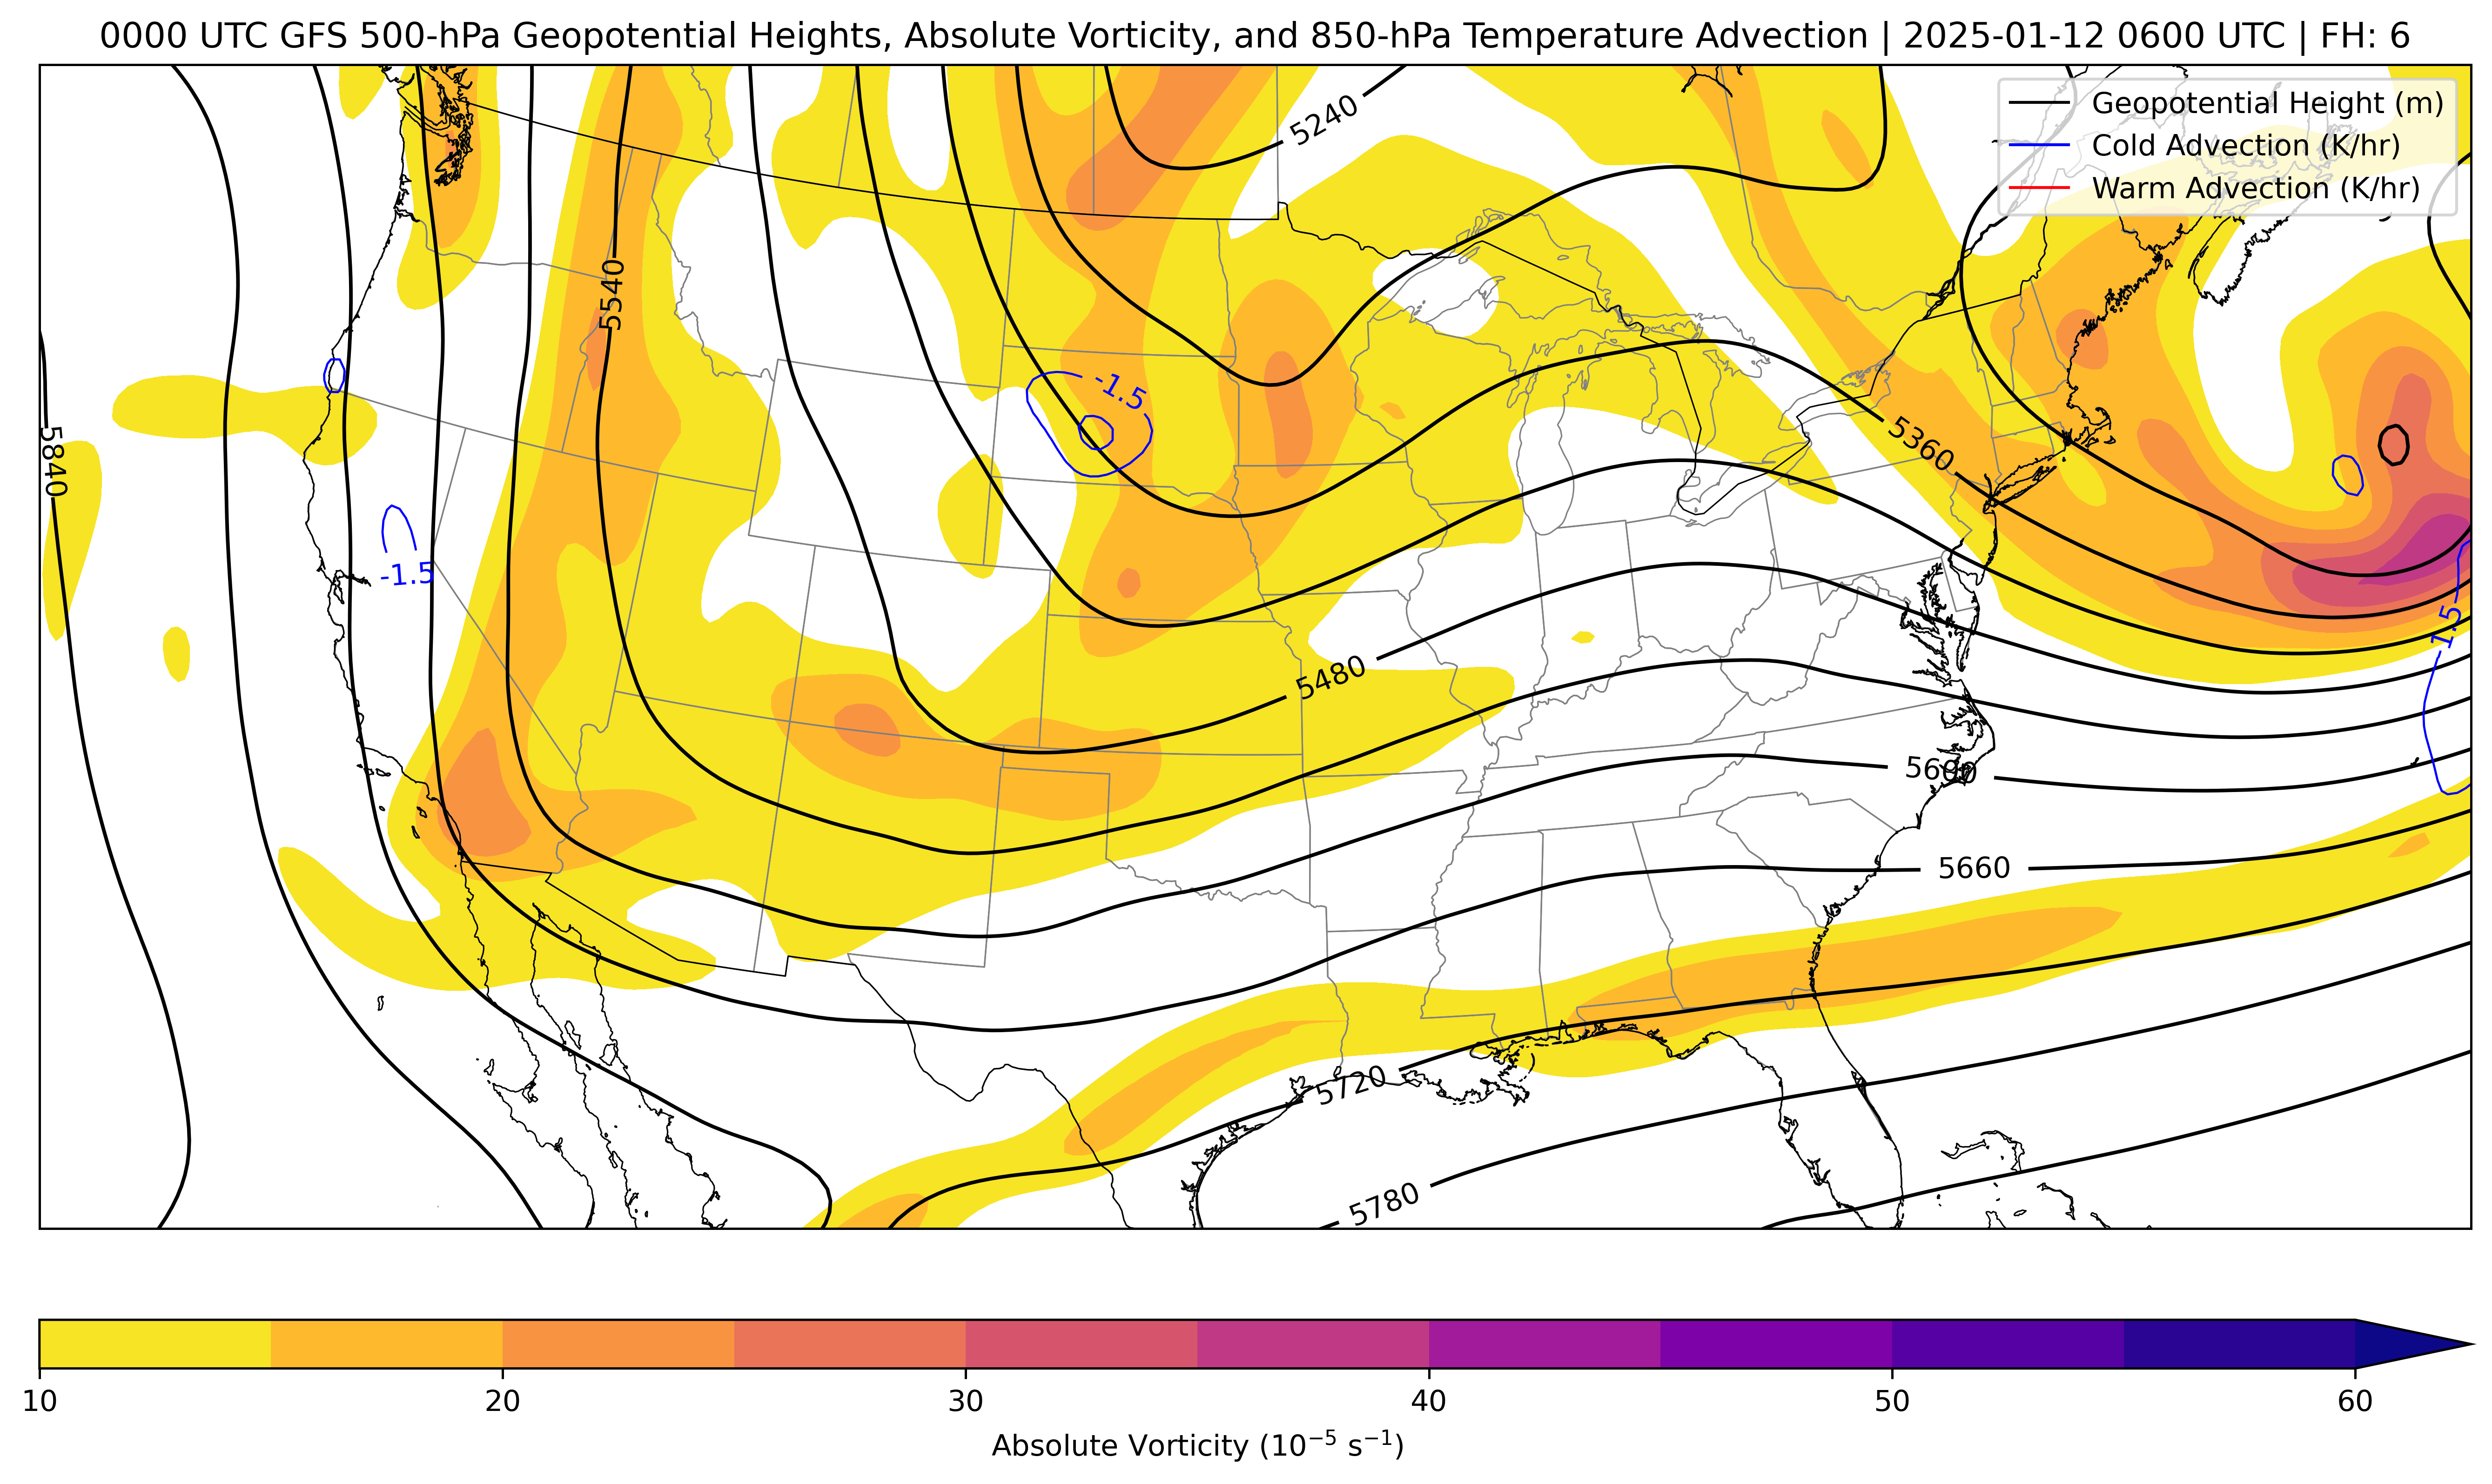 0000 UTC GFS 500-hPa Geopotential Heights, Absolute Vorticity, and 850-hPa Temperature Advection | 2025-01-12 0600 UTC | FH: 6
Geopotential Height (m)
Cold Advection (K/hr)
Warm Advection (K/hr)
5240
5540
-1.5
5840
5360
-1.5
-1.5
5480
5600
5660
5720
5780
10 20 30 40 50 60
Absolute Vorticity (10⁻⁵ s⁻¹)